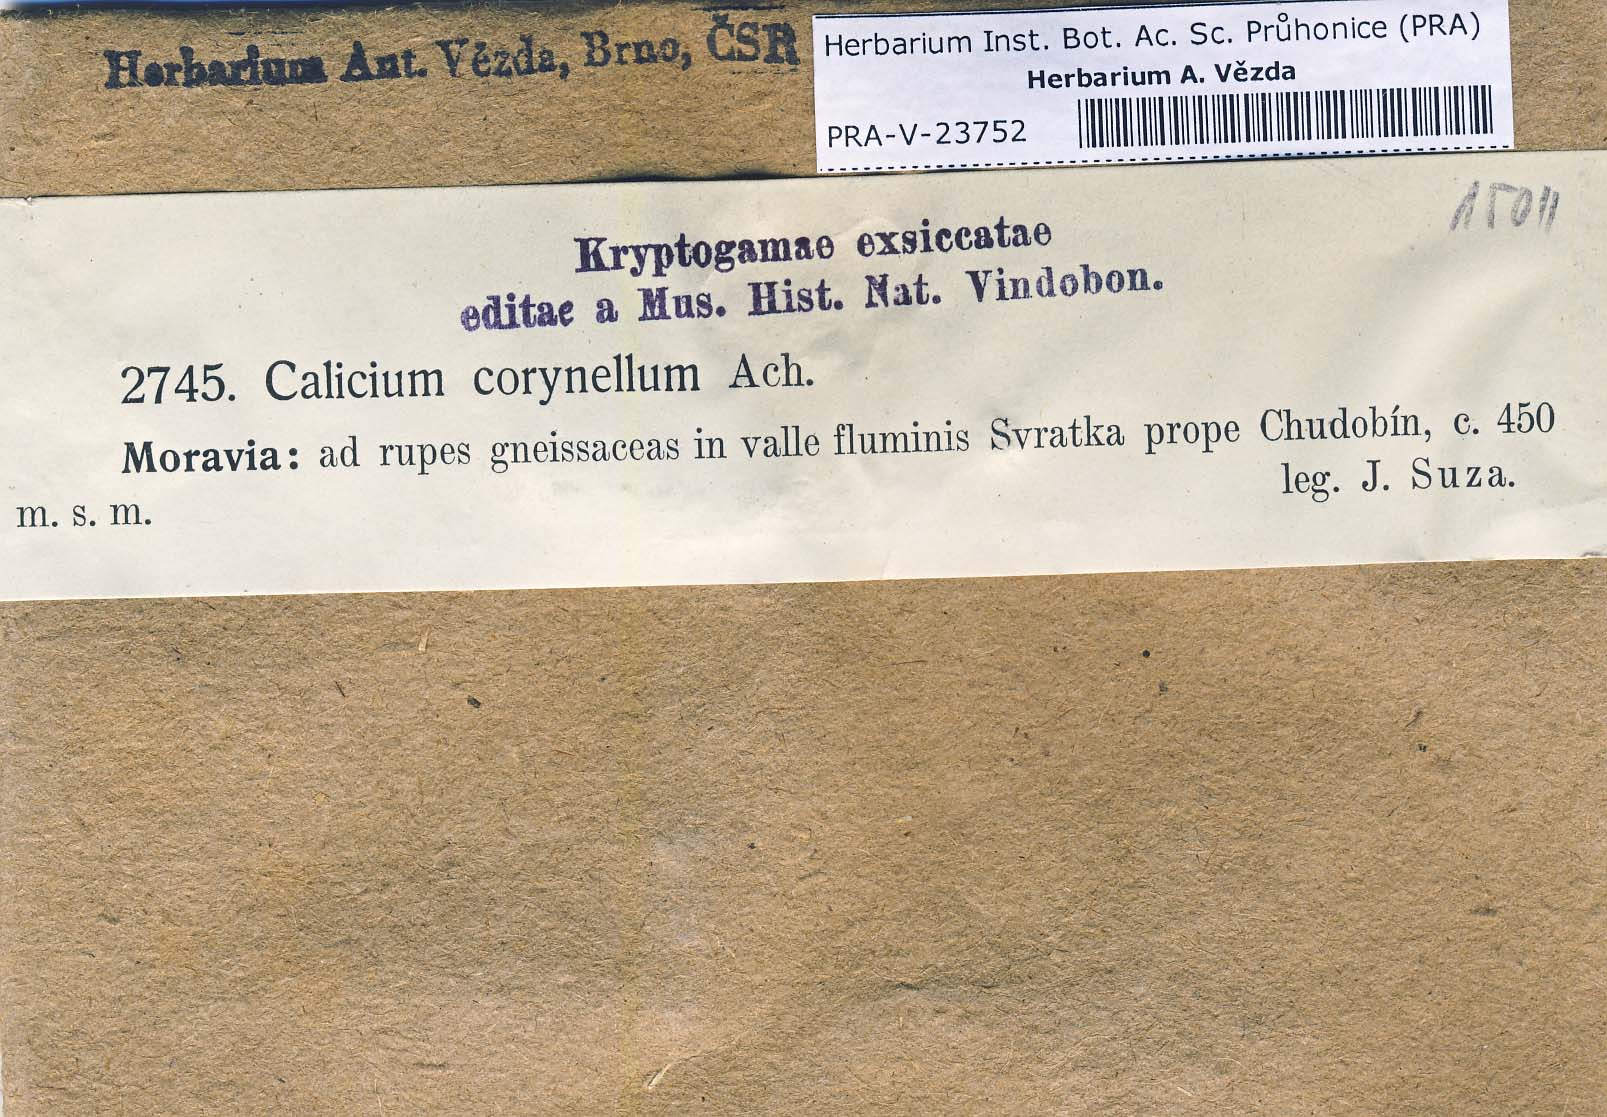 Herbarium Ant. Vězda, Brno, ČSR
Herbarium Inst. Bot. Ac. Sc. Průhonice (PRA)
Herbarium A. Vězda
PRA-V-23752
Kryptogamae exsiccatae
editae a Mus. Hist. Nat. Vindobon.
2745. Calicium corynellum Ach.
Moravia: ad rupes gneissaceas in valle fluminis Svratka prope Chudobín, c. 450
m. s. m.
leg. J. Suza.